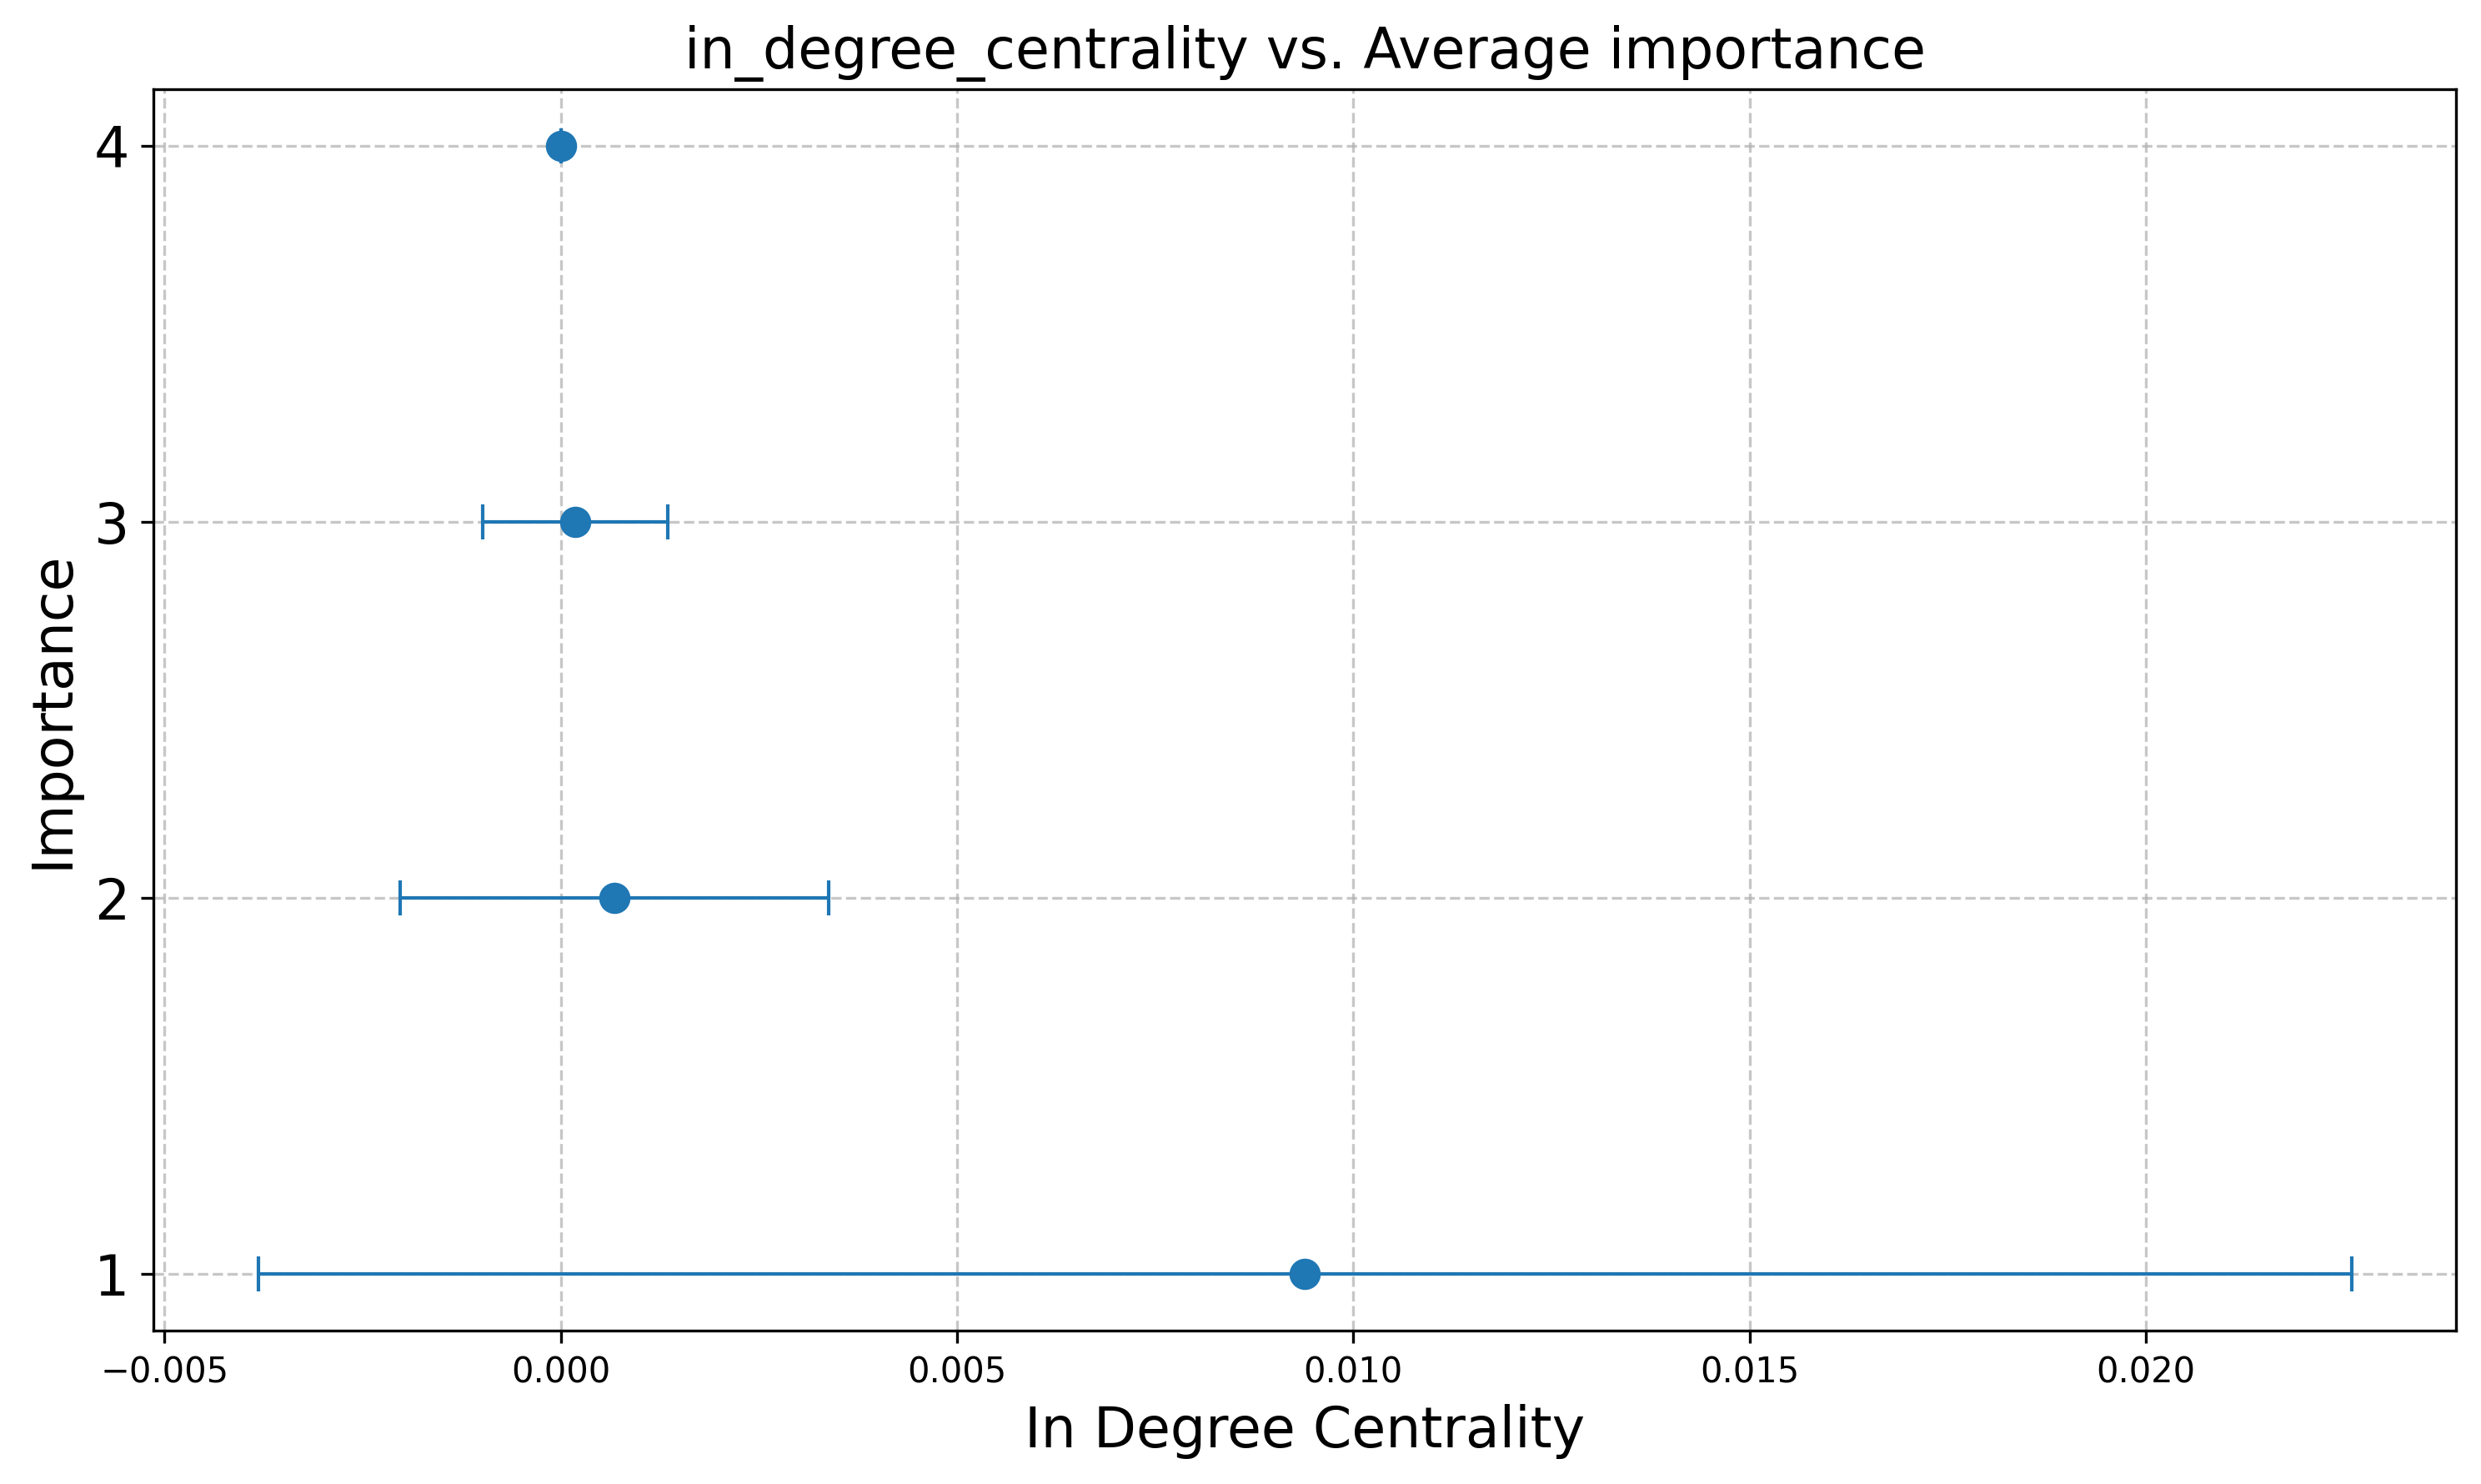 in_degree_centrality vs. Average importance
Importance
4
3
2
1
−0.005 0.000 0.005 0.010 0.015 0.020
In Degree Centrality